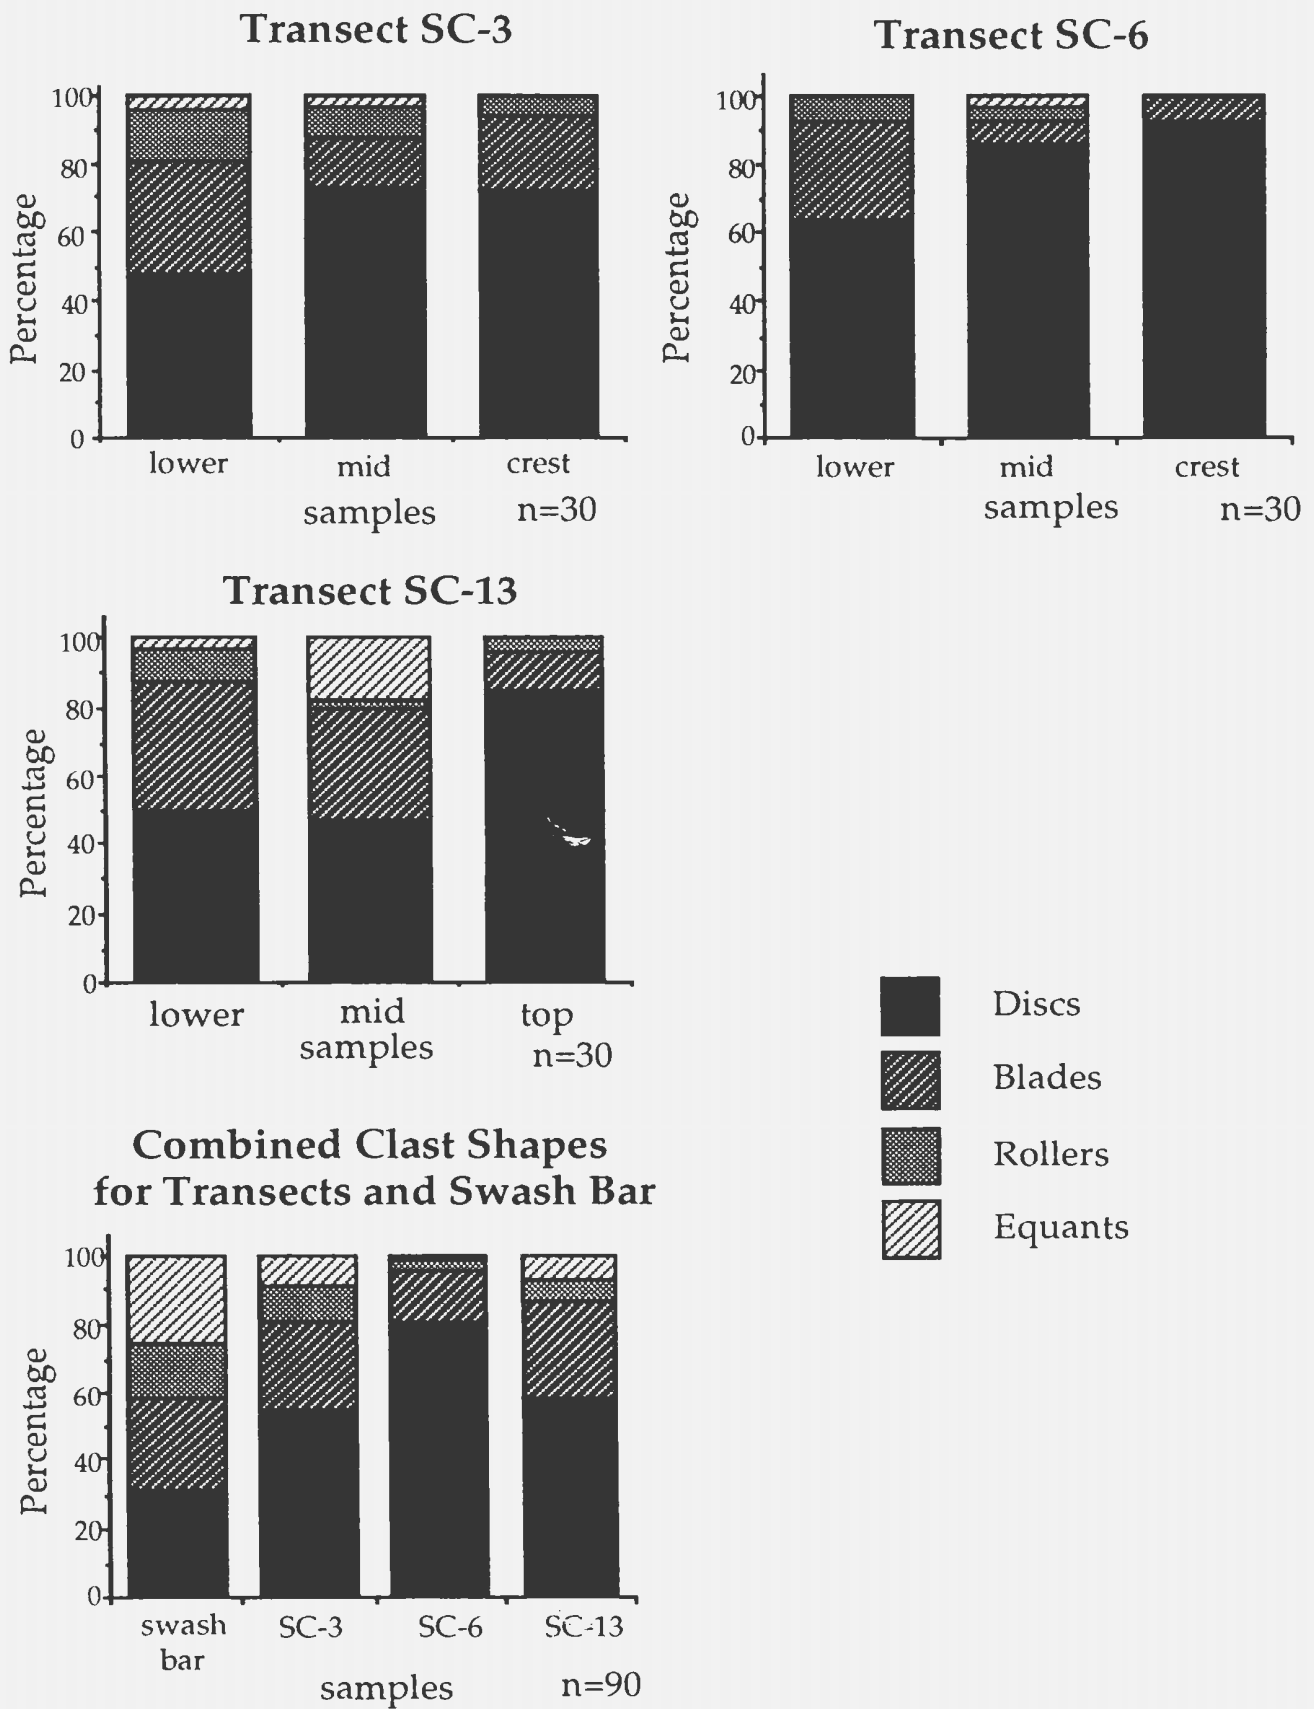 Transect SC-3
Percentage
100
80
60
40
20
0
lower mid crest
samples n=30
Transect SC-6
Percentage
100
80
60
40
20
0
lower mid crest
samples n=30
Transect SC-13
Percentage
100
80
60
40
20
0
lower mid top
samples n=30
Discs
Blades
Rollers
Equants
Combined Clast Shapes
for Transects and Swash Bar
Percentage
100
80
60
40
20
0
swash SC-3 SC-6 SC-13
bar
samples n=90